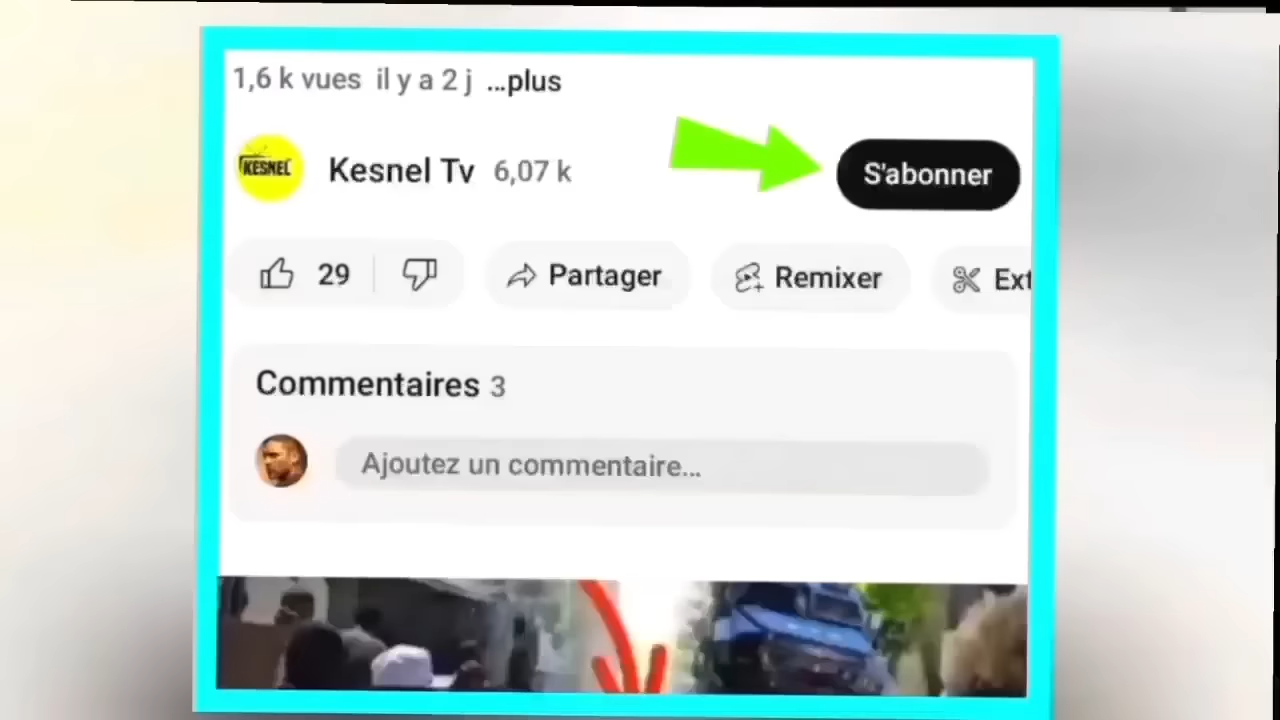 1,6 k vues il y a 2 j ...plus
KESNEL
Kesnel Tv 6,07 k
S'abonner
29
Partager
Remixer
Ext
Commentaires 3
Ajoutez un commentaire...